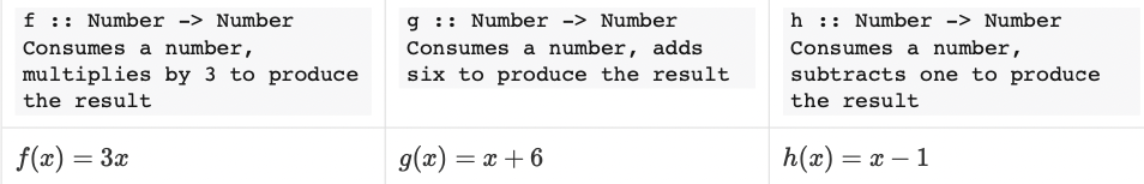 f :: Number -> Number
Consumes a number,
multiplies by 3 to produce
the result
g :: Number -> Number
Consumes a number, adds
six to produce the result
h :: Number -> Number
Consumes a number,
subtracts one to produce
the result
f(x) = 3x
g(x) = x + 6
h(x) = x − 1